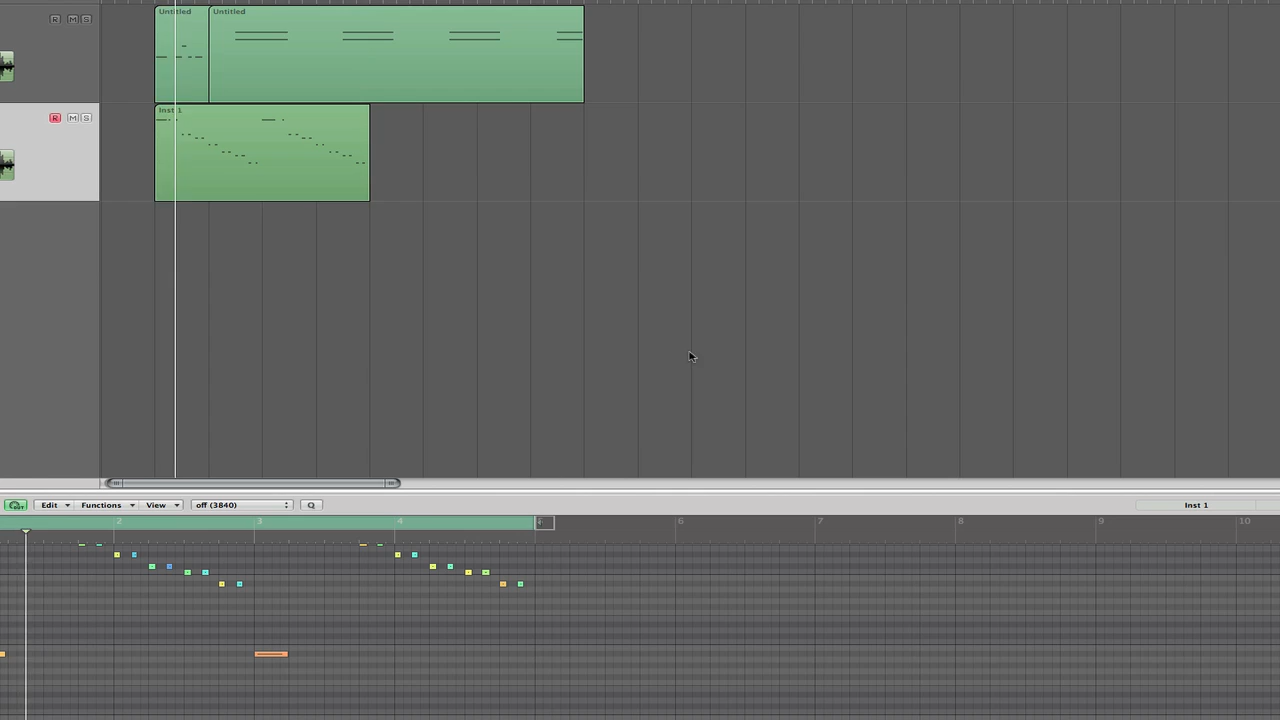 R M S
Untitled
Untitled
R M S
Inst 1
Edit Functions View off (3840) Q Inst 1
2 3 4 6 7 8 9 10